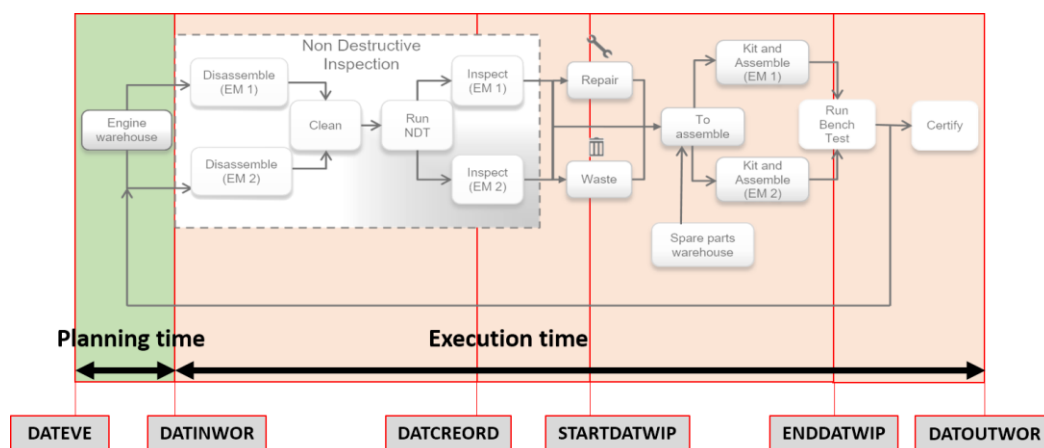 Non Destructive
Inspection
Engine
warehouse
Disassemble
(EM 1)
Disassemble
(EM 2)
Clean
Run
NDT
Inspect
(EM 1)
Inspect
(EM 2)
Repair
Waste
To
assemble
Spare parts
warehouse
Kit and
Assemble
(EM 1)
Kit and
Assemble
(EM 2)
Run
Bench
Test
Certify
Planning time
Execution time
DATEVE
DATINWOR
DATCREORD
STARTDATWIP
ENDDATWIP
DATOUTWOR